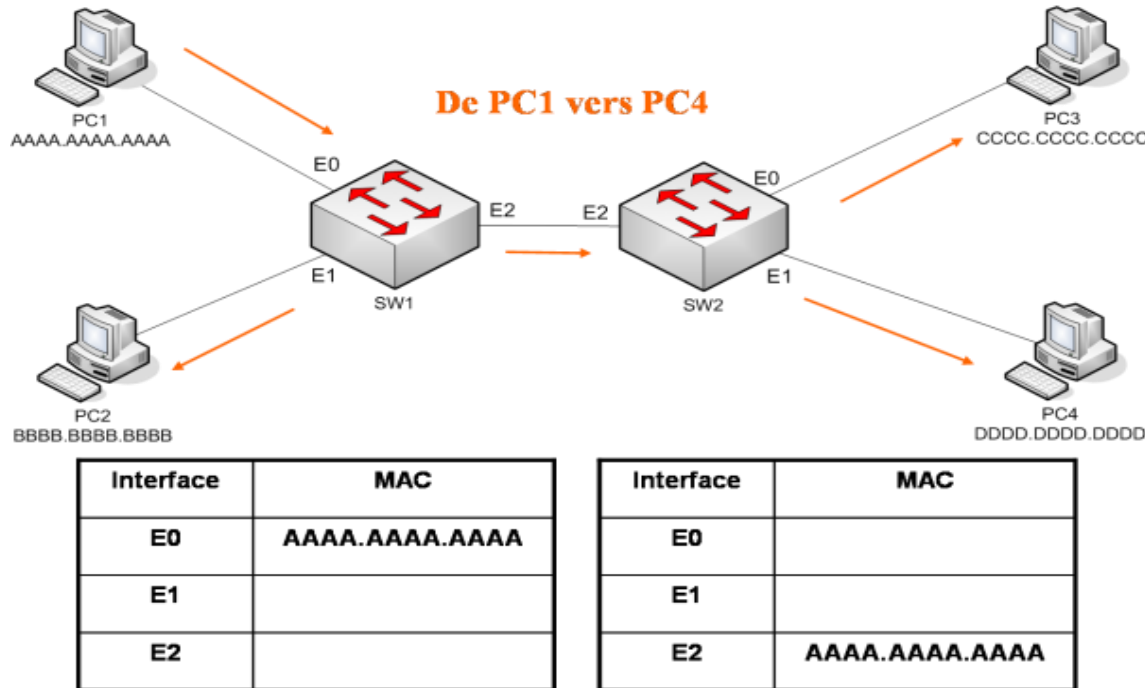 De PC1 vers PC4
PC1
AAAA.AAAA.AAAA
PC3
CCCC.CCCC.CCCC
E0
E2
E1
SW1
E0
E2
E1
SW2
PC2
BBBB.BBBB.BBBB
PC4
DDDD.DDDD.DDDD
Interface MAC
E0 AAAA.AAAA.AAAA
E1
E2
Interface MAC
E0
E1
E2 AAAA.AAAA.AAAA